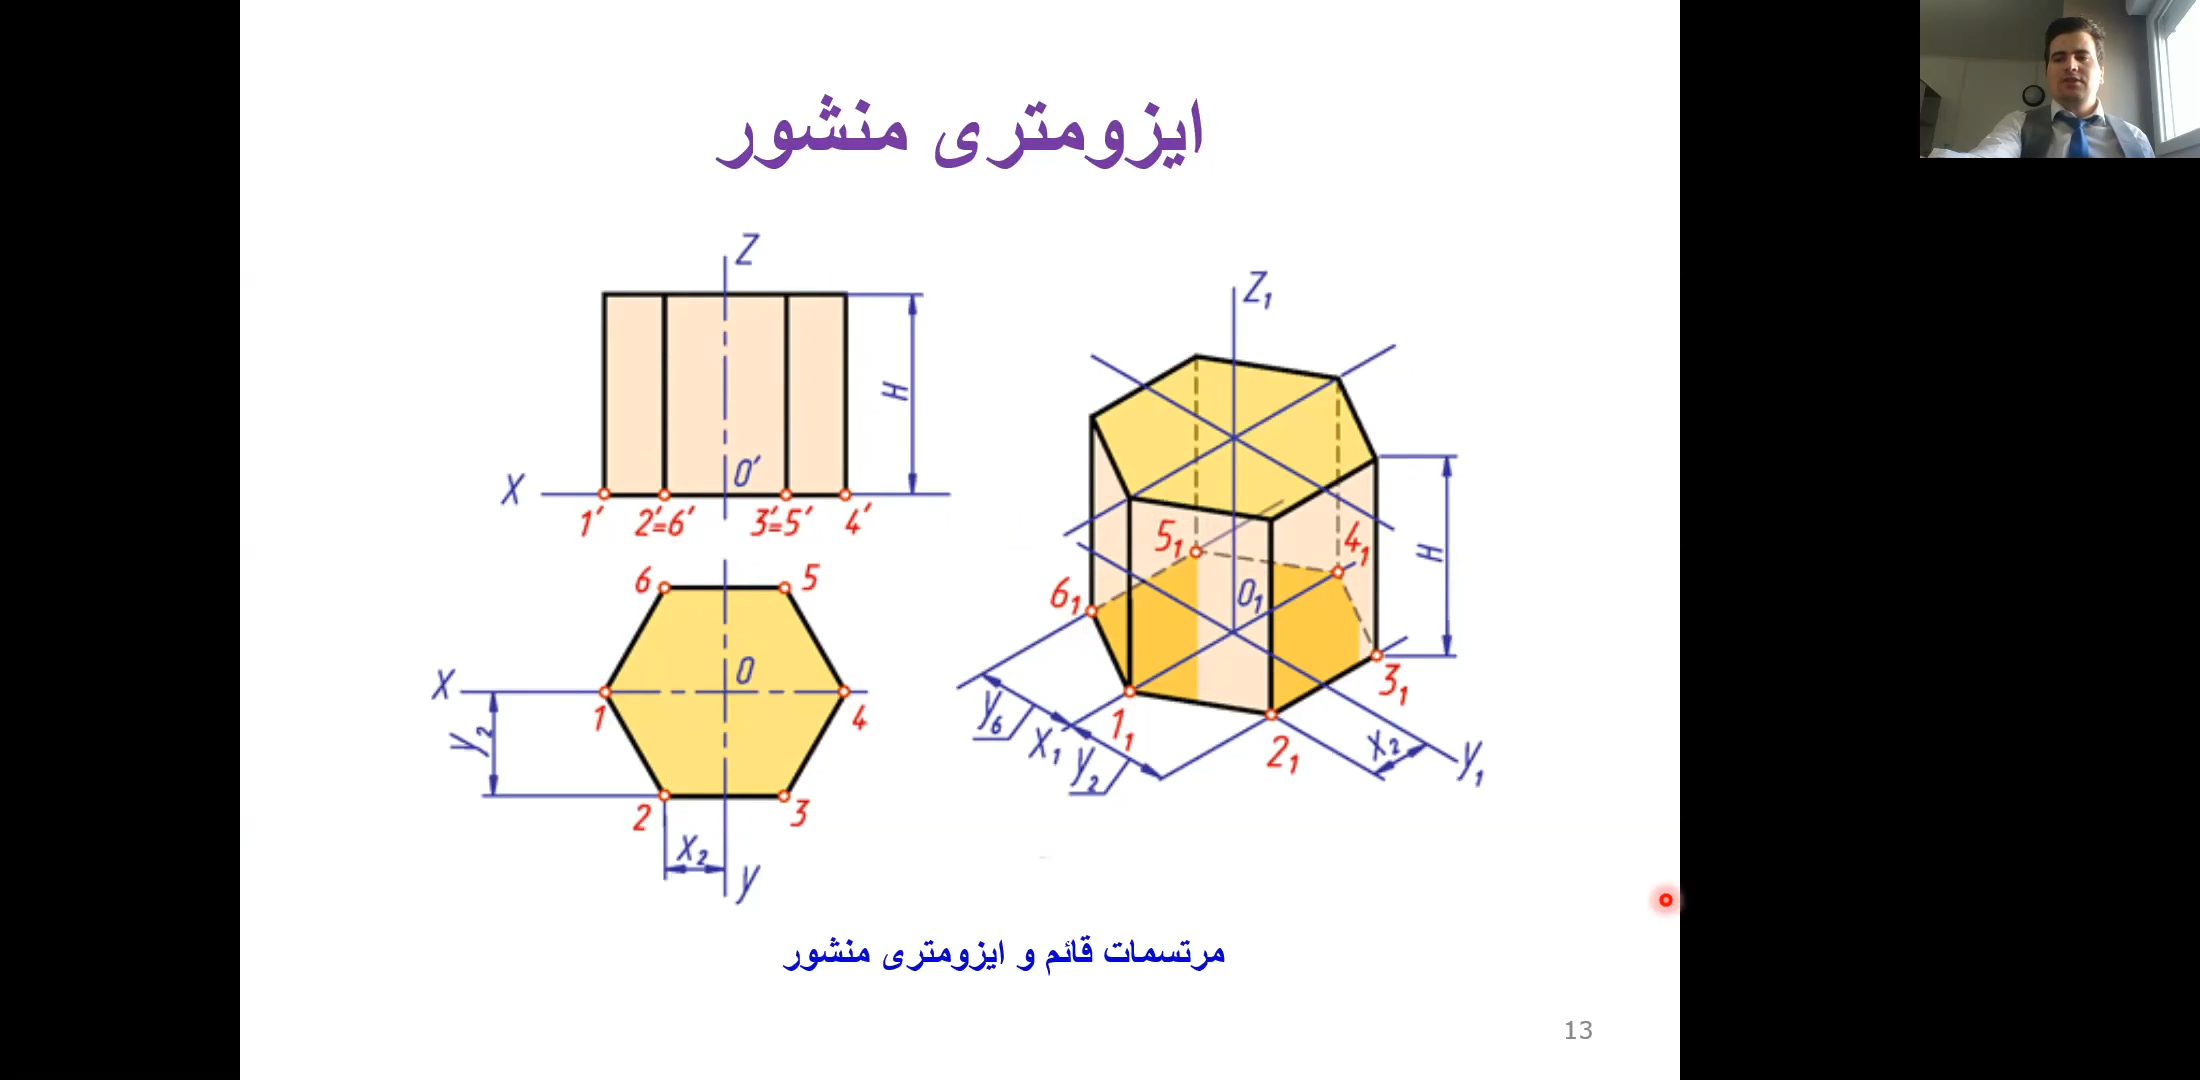 ایزومتری منشور
Z
H
O′
X
1′ 2′=6′ 3′=5′ 4′
6 5
X O
1 4
y₂
2 3
X₂
y
Z₁
5₁ 4₁
H
6₁ O₁
3₁
y₆ X₁ 1₁
y₂ 2₁ X₂ y₁
مرتسمات قائم و ایزومتری منشور
13